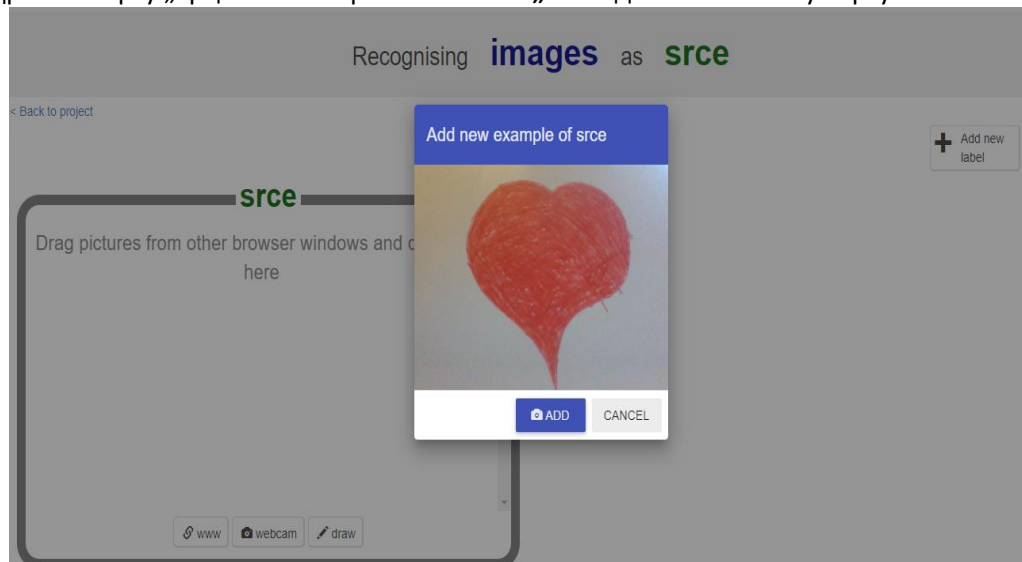 Recognising images as srce
< Back to project
Add new example of srce
Add new
label
srce
Drag pictures from other browser windows and
here
ADD
CANCEL
www
webcam
draw